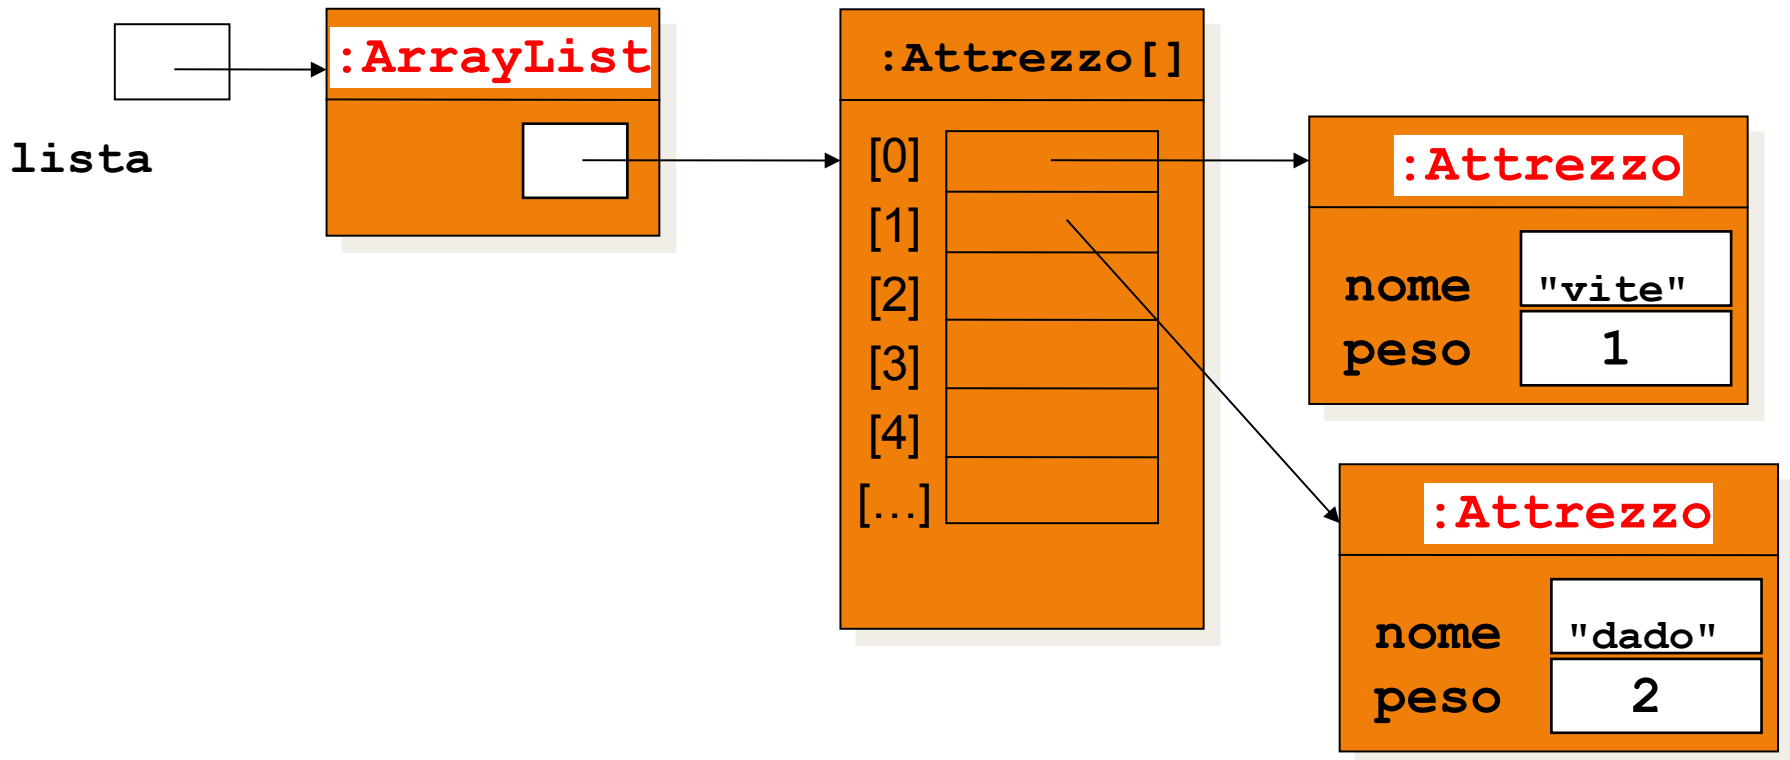 lista
:ArrayList
:Attrezzo[]
[0]
[1]
[2]
[3]
[4]
[…]
:Attrezzo
nome "vite"
peso 1
:Attrezzo
nome "dado"
peso 2